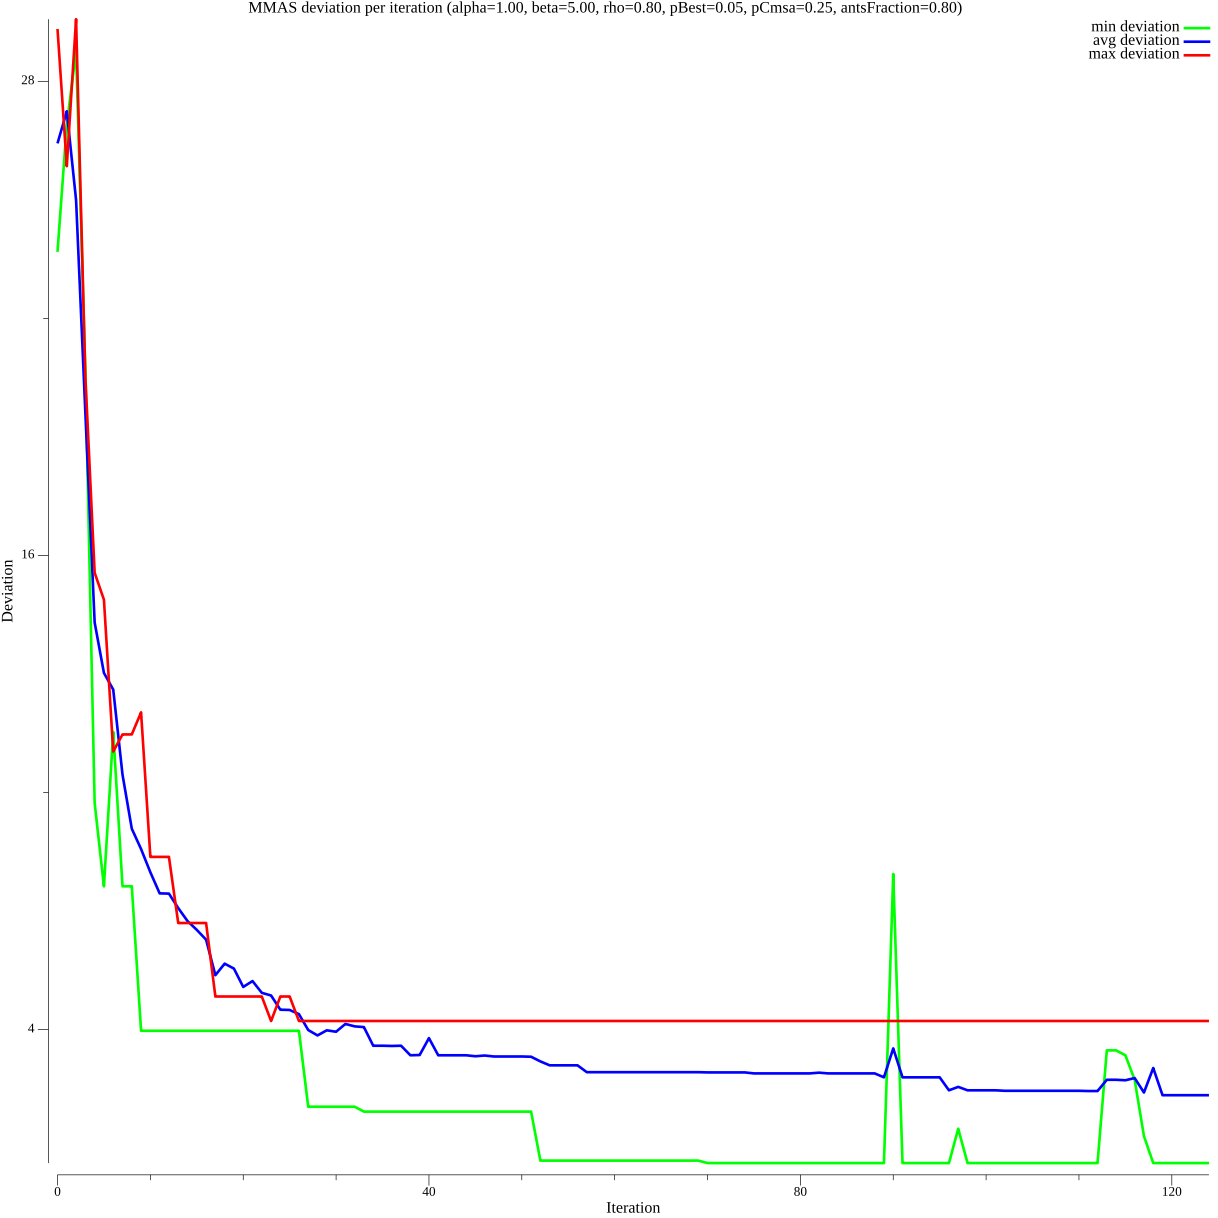 MMAS deviation per iteration (alpha=1.00, beta=5.00, rho=0.80, pBest=0.05, pCmsa=0.25, antsFraction=0.80)
min deviation
avg deviation
max deviation
28
16
4
Deviation
0
40
80
120
Iteration